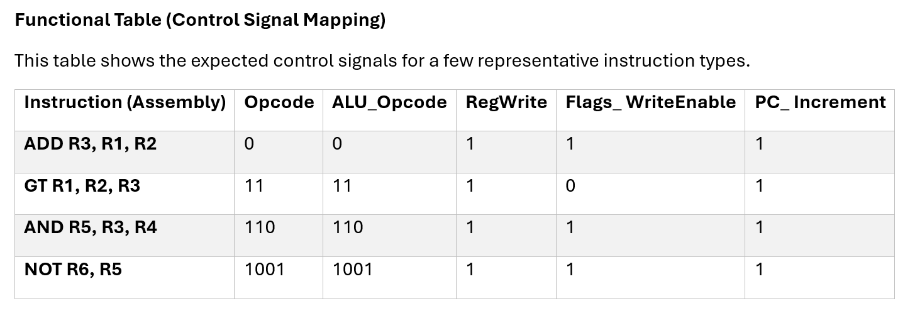 Functional Table (Control Signal Mapping)
This table shows the expected control signals for a few representative instruction types.
Instruction (Assembly) Opcode ALU_Opcode RegWrite Flags_ WriteEnable PC_ Increment
ADD R3, R1, R2 0 0 1 1 1
GT R1, R2, R3 11 11 1 0 1
AND R5, R3, R4 110 110 1 1 1
NOT R6, R5 1001 1001 1 1 1